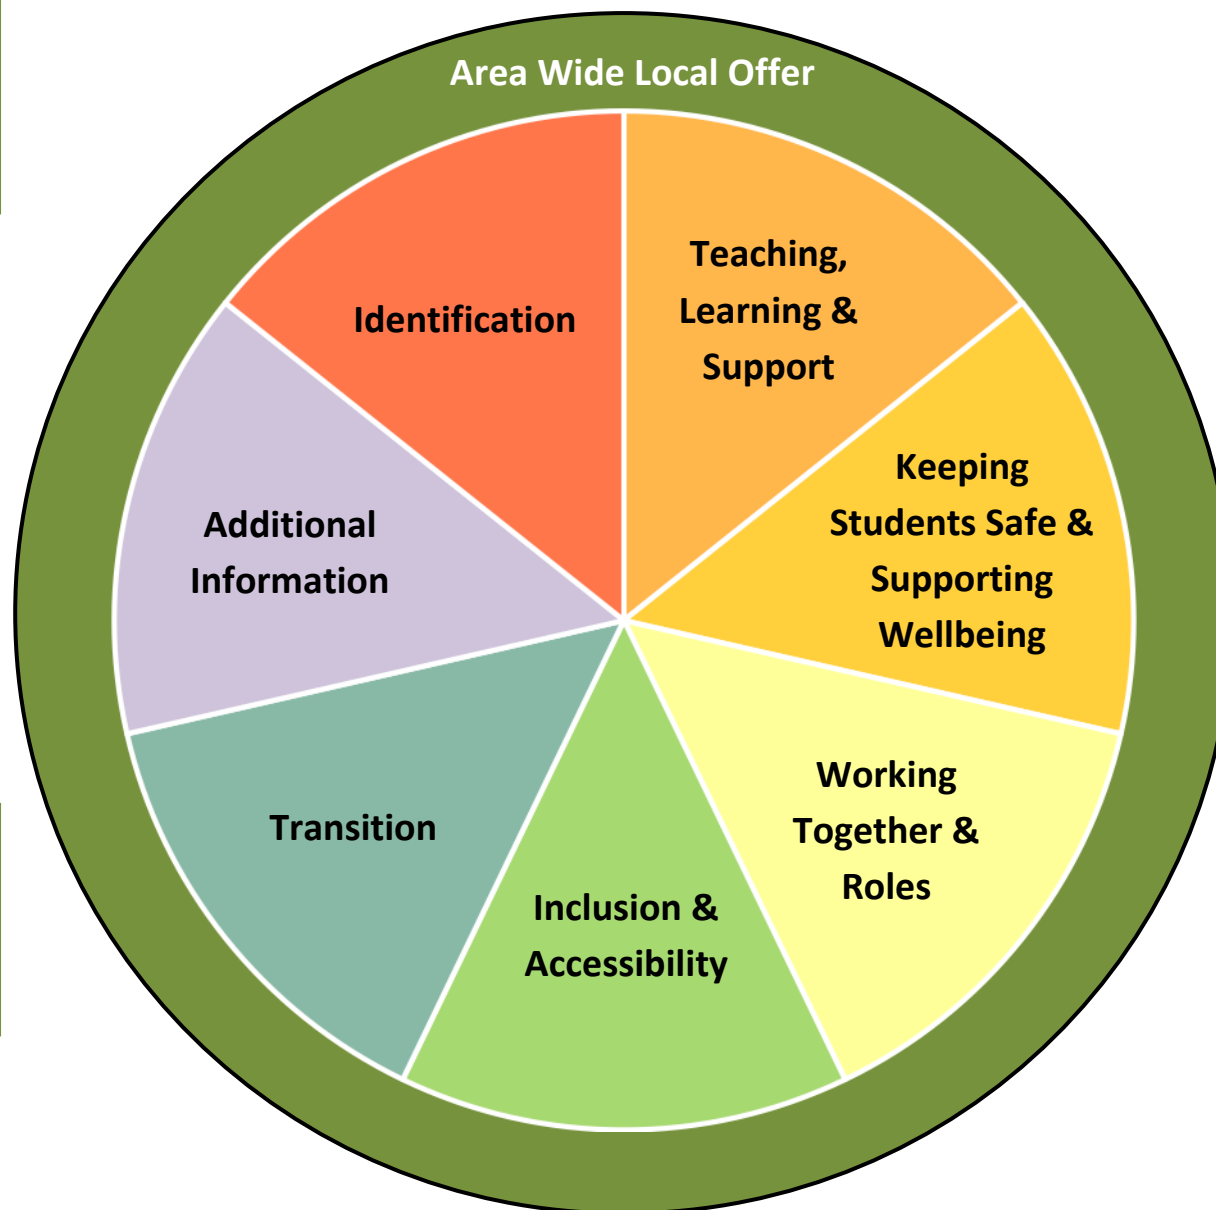 Area Wide Local Offer
Identification
Teaching,
Learning &
Support
Keeping
Students Safe &
Supporting
Wellbeing
Working
Together &
Roles
Inclusion &
Accessibility
Transition
Additional
Information